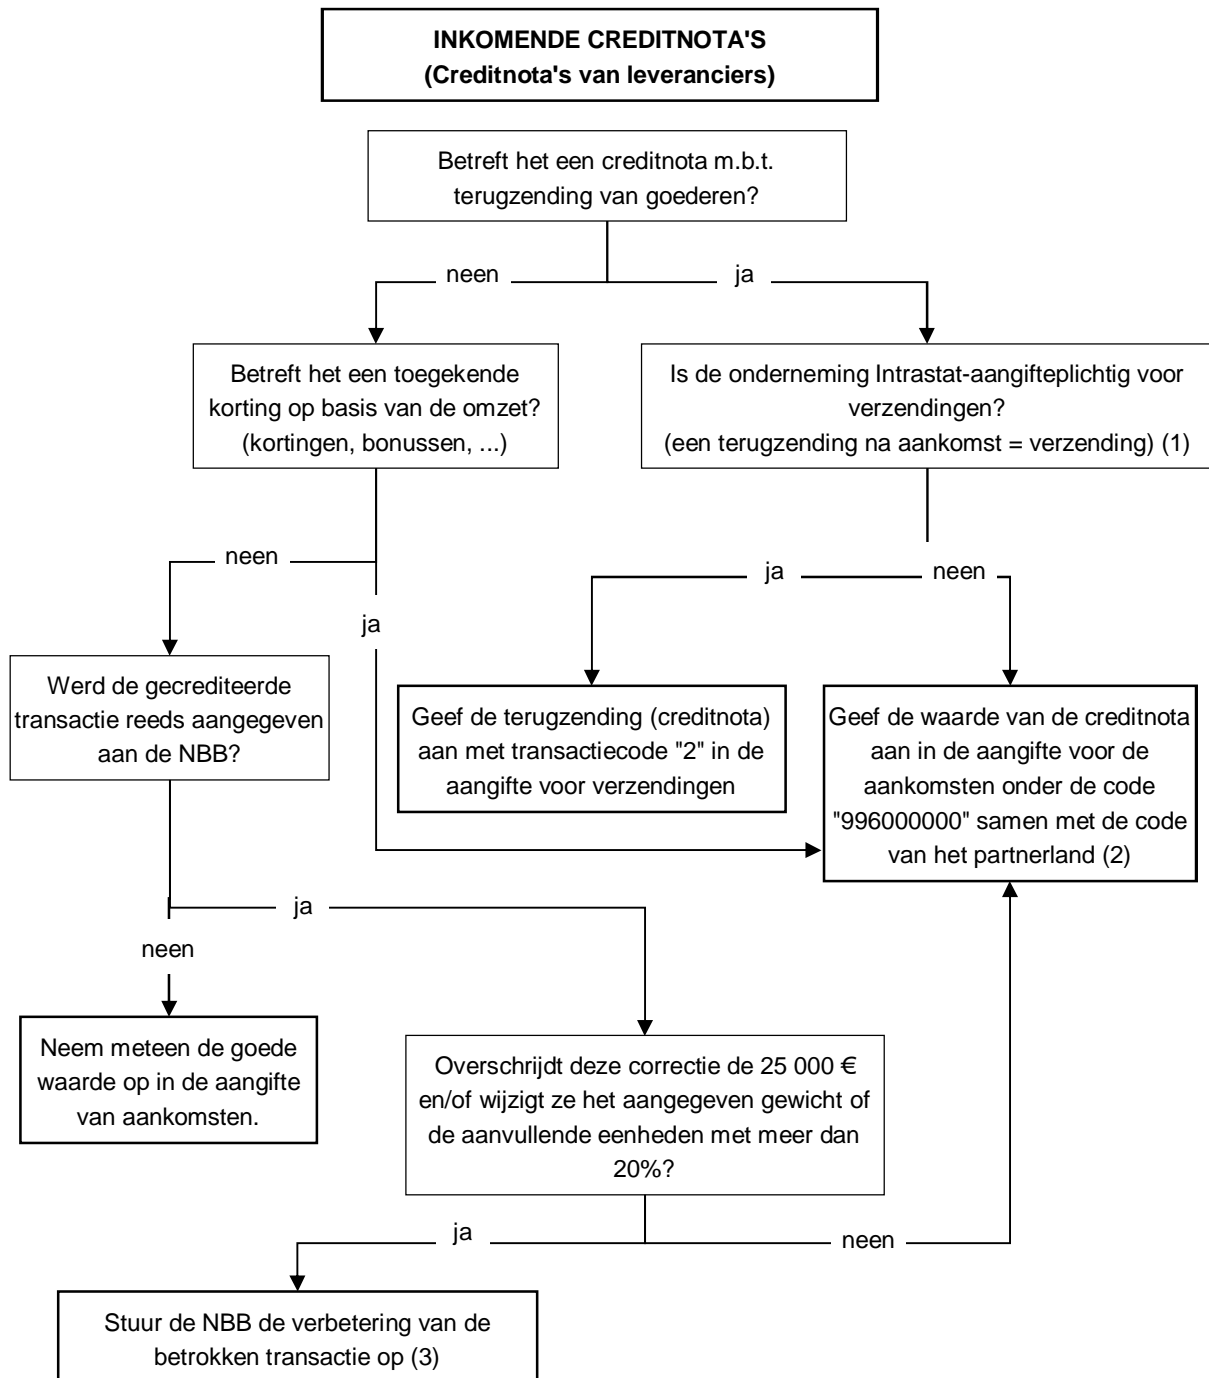 INKOMENDE CREDITNOTA'S
(Creditnota's van leveranciers)
Betreft het een creditnota m.b.t.
terugzending van goederen?
neen
ja
Betreft het een toegekende
korting op basis van de omzet?
(kortingen, bonussen, ...)
Is de onderneming Intrastat-aangifteplichtig voor
verzendingen?
(een terugzending na aankomst = verzending) (1)
neen
ja
ja
neen
Werd de gecrediteerde
transactie reeds aangegeven
aan de NBB?
Geef de terugzending (creditnota)
aan met transactiecode "2" in de
aangifte voor verzendingen
Geef de waarde van de creditnota
aan in de aangifte voor de
aankomsten onder de code
"996000000" samen met de code
van het partnerland (2)
ja
neen
Neem meteen de goede
waarde op in de aangifte
van aankomsten.
Overschrijdt deze correctie de 25 000 €
en/of wijzigt ze het aangegeven gewicht of
de aanvullende eenheden met meer dan
20%?
ja
neen
Stuur de NBB de verbetering van de
betrokken transactie op (3)